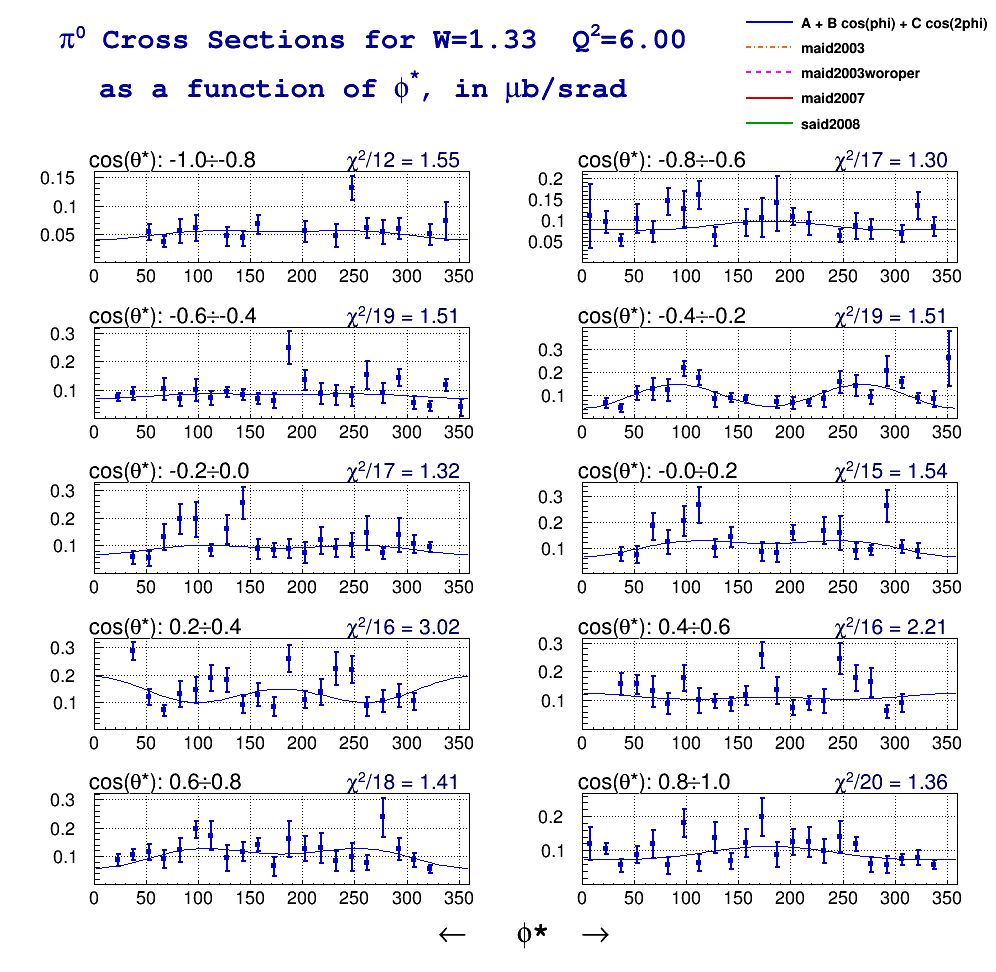 π⁰ Cross Sections for W=1.33 Q²=6.00
as a function of ϕ*, in μb/srad
A + B cos(phi) + C cos(2phi)
maid2003
maid2003woroper
maid2007
said2008
cos(θ*): -1.0÷-0.8 χ²/12 = 1.55
0.15
0.1
0.05
0 50 100 150 200 250 300 350
cos(θ*): -0.8÷-0.6 χ²/17 = 1.30
0.2
0.15
0.1
0.05
0 50 100 150 200 250 300 350
cos(θ*): -0.6÷-0.4 χ²/19 = 1.51
0.3
0.2
0.1
0 50 100 150 200 250 300 350
cos(θ*): -0.4÷-0.2 χ²/19 = 1.51
0.3
0.2
0.1
0 50 100 150 200 250 300 350
cos(θ*): -0.2÷0.0 χ²/17 = 1.32
0.3
0.2
0.1
0 50 100 150 200 250 300 350
cos(θ*): -0.0÷0.2 χ²/15 = 1.54
0.3
0.2
0.1
0 50 100 150 200 250 300 350
cos(θ*): 0.2÷0.4 χ²/16 = 3.02
0.3
0.2
0.1
0 50 100 150 200 250 300 350
cos(θ*): 0.4÷0.6 χ²/16 = 2.21
0.3
0.2
0.1
0 50 100 150 200 250 300 350
cos(θ*): 0.6÷0.8 χ²/18 = 1.41
0.3
0.2
0.1
0 50 100 150 200 250 300 350
cos(θ*): 0.8÷1.0 χ²/20 = 1.36
0.2
0.1
0 50 100 150 200 250 300 350
← ϕ* →